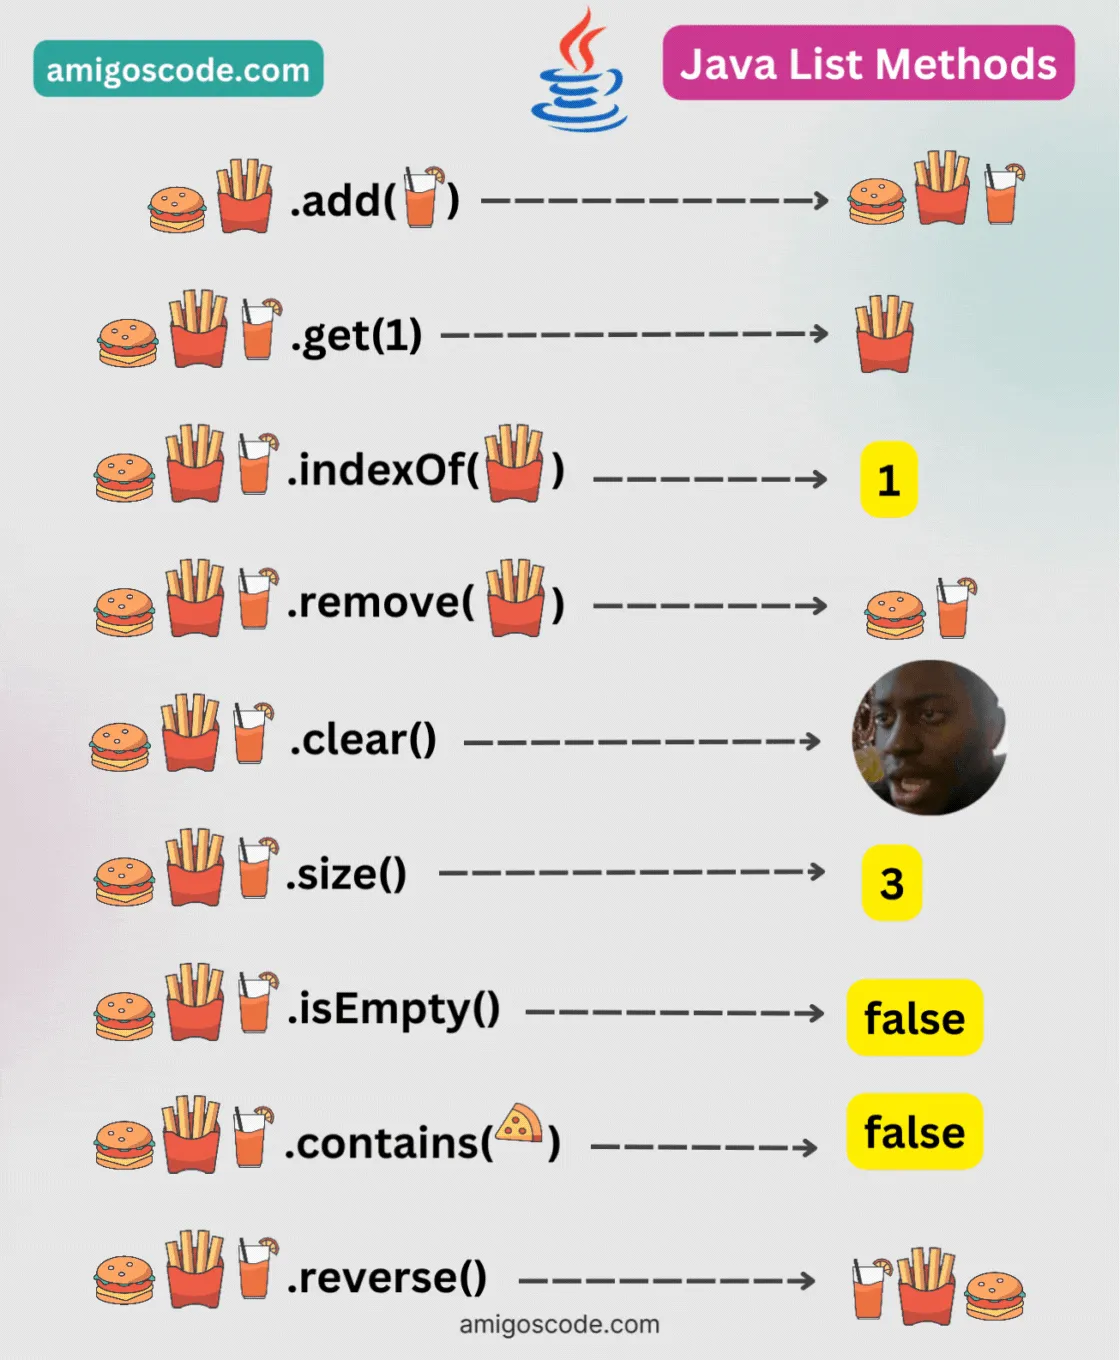 amigoscode.com
Java List Methods
.add( )
.get(1)
.indexOf( )
1
.remove( )
.clear()
.size()
3
.isEmpty()
false
.contains( )
false
.reverse()
amigoscode.com